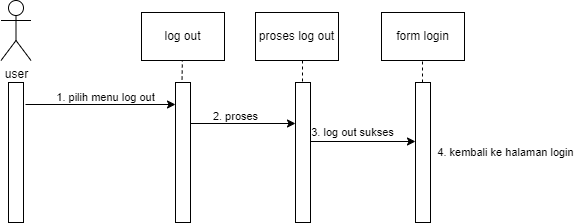 log out
proses log out
form login
user
1. pilih menu log out
2. proses
3. log out sukses
4. kembali ke halaman login